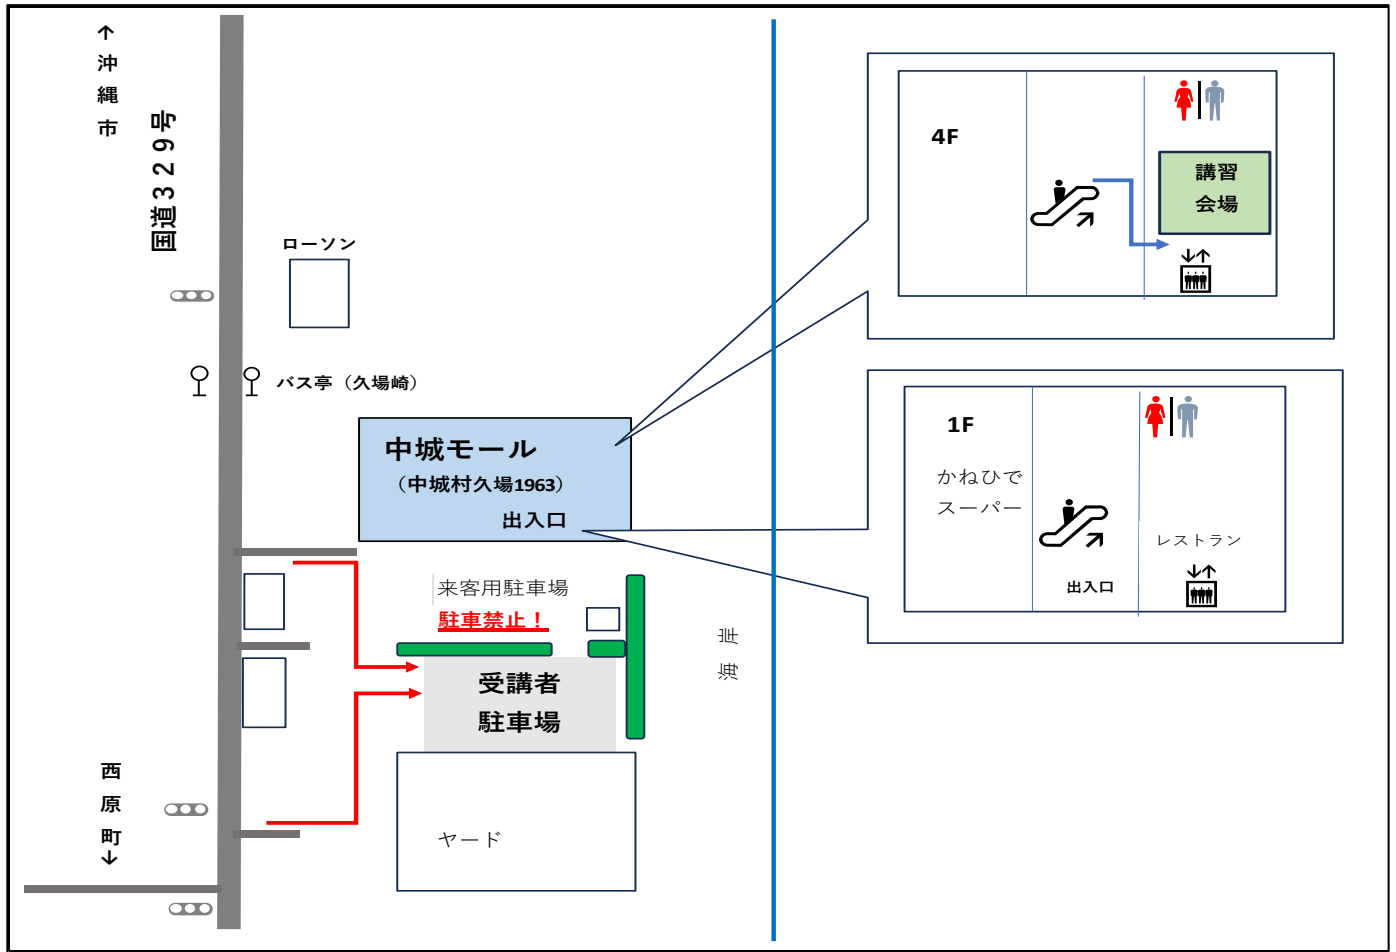 ↑沖縄市
国道329号
ローソン
バス亭（久場崎）
中城モール
（中城村久場1963）
出入口
来客用駐車場
駐車禁止！
受講者
駐車場
ヤード
西原町↓
海岸
4F
講習
会場
↓↑
1F
かねひで
スーパー
レストラン
出入口
↓↑